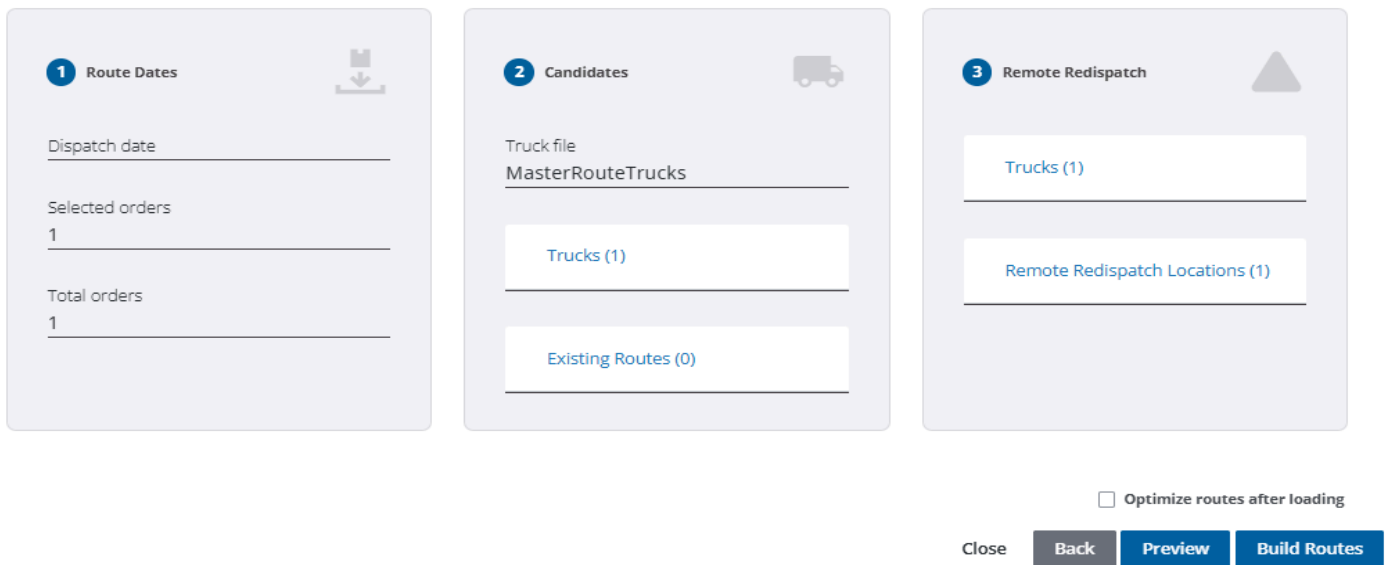 1 Route Dates
Dispatch date
Selected orders
1
Total orders
1
2 Candidates
Truck file
MasterRouteTrucks
Trucks (1)
Existing Routes (0)
3 Remote Redispatch
Trucks (1)
Remote Redispatch Locations (1)
Optimize routes after loading
Close Back Preview Build Routes